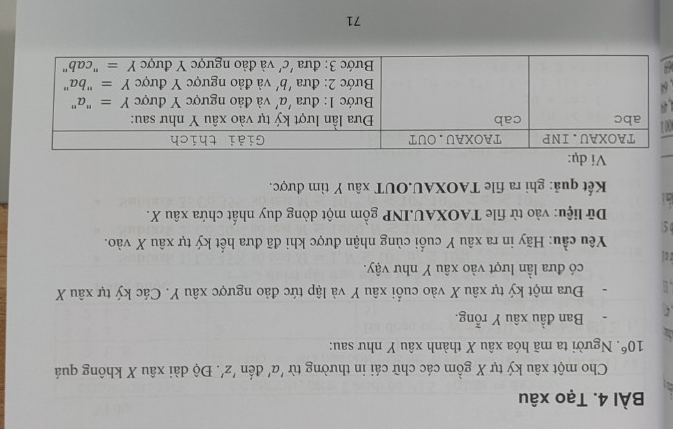 BÀI 4. Tạo xâu
Cho một xâu ký tự X gồm các chữ cái in thường từ 'a' đến 'z'. Độ dài xâu X không quá
10⁶. Người ta mã hóa xâu X thành xâu Y như sau:
- Ban đầu xâu Y rỗng.
- Đưa một ký tự xâu X vào cuối xâu Y và lập tức đảo ngược xâu Y. Các ký tự xâu X
có đưa lần lượt vào xâu Y như vậy.
Yêu cầu: Hãy in ra xâu Y cuối cùng nhận được khi đã đưa hết ký tự xâu X vào.
Dữ liệu: vào từ file TAOXAU.INP gồm một dòng duy nhất chứa xâu X.
Kết quả: ghi ra file TAOXAU.OUT xâu Y tìm được.
Ví dụ:
TAOXAU.INP TAOXAU.OUT Giải thích
abc cab Đưa lần lượt ký tự vào xâu Y như sau:
Bước 1: đưa 'a' và đảo ngược Y được Y = "a"
Bước 2: đưa 'b' và đảo ngược Y được Y = "ba"
Bước 3: đưa 'c' và đảo ngược Y được Y = "cab"
71